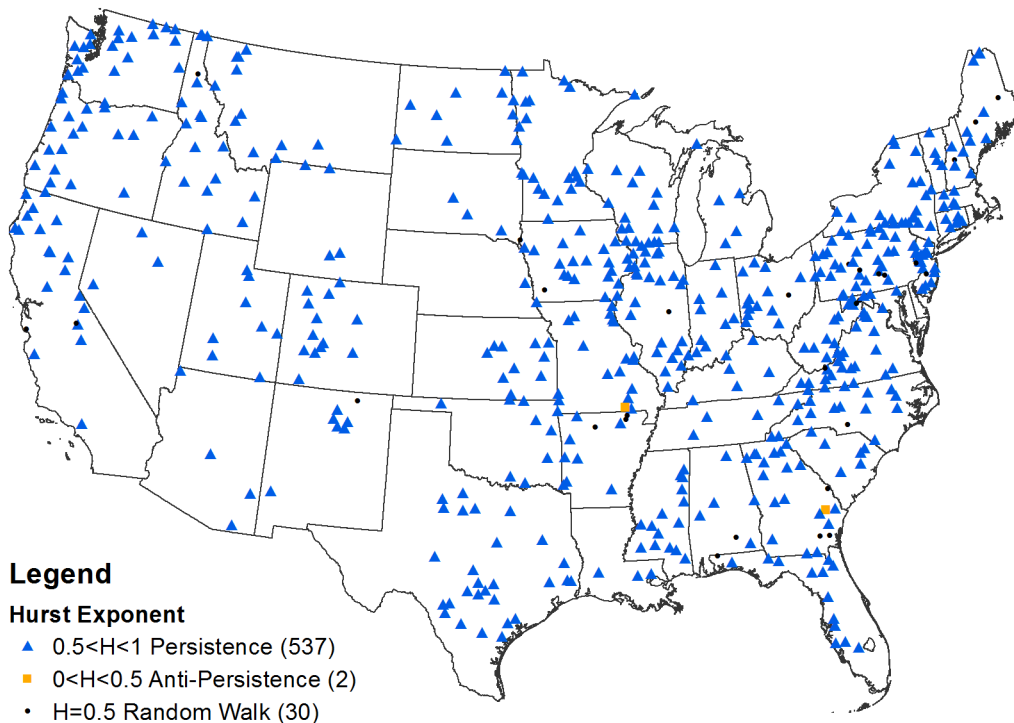 Legend
Hurst Exponent
0.5<H<1 Persistence (537)
0<H<0.5 Anti-Persistence (2)
H=0.5 Random Walk (30)